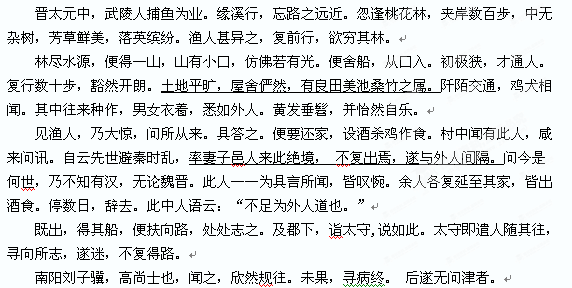 晋太元中，武陵人捕鱼为业。缘溪行，忘路之远近。忽逢桃花林，夹岸数百步，中无
杂树，芳草鲜美，落英缤纷。渔人甚异之，复前行，欲穷其林。
林尽水源，便得一山，山有小口，仿佛若有光。便舍船，从口入。初极狭，才通人。
复行数十步，豁然开朗。土地平旷，屋舍俨然，有良田美池桑竹之属。阡陌交通，鸡犬相
闻。其中往来种作，男女衣着，悉如外人。黄发垂髫，并怡然自乐。
见渔人，乃大惊，问所从来。具答之。便要还家，设酒杀鸡作食。村中闻有此人，咸
来问讯。自云先世避秦时乱，率妻子邑人来此绝境， 不复出焉，遂与外人间隔。问今是
何世，乃不知有汉，无论魏晋。此人一一为具言所闻，皆叹惋。余人各复延至其家，皆出
酒食。停数日，辞去。此中人语云：“不足为外人道也。”
既出，得其船，便扶向路，处处志之。及郡下，诣太守,说如此。太守即遣人随其往，
寻向所志，遂迷，不复得路。
南阳刘子骥，高尚士也，闻之，欣然规往。未果，寻病终。 后遂无问津者。